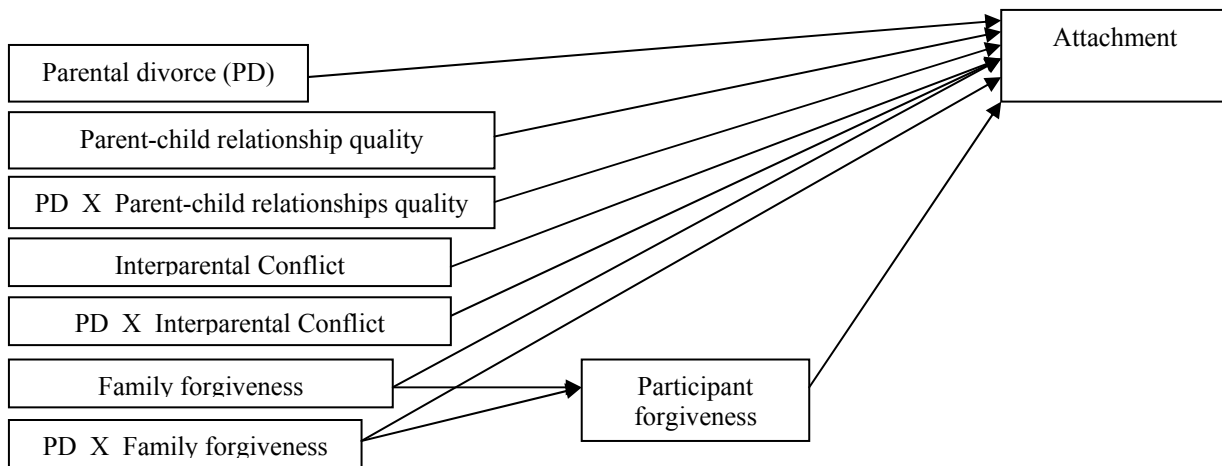 Attachment
Parental divorce (PD)
Parent-child relationship quality
PD X Parent-child relationships quality
Interparental Conflict
PD X Interparental Conflict
Family forgiveness
Participant
forgiveness
PD X Family forgiveness